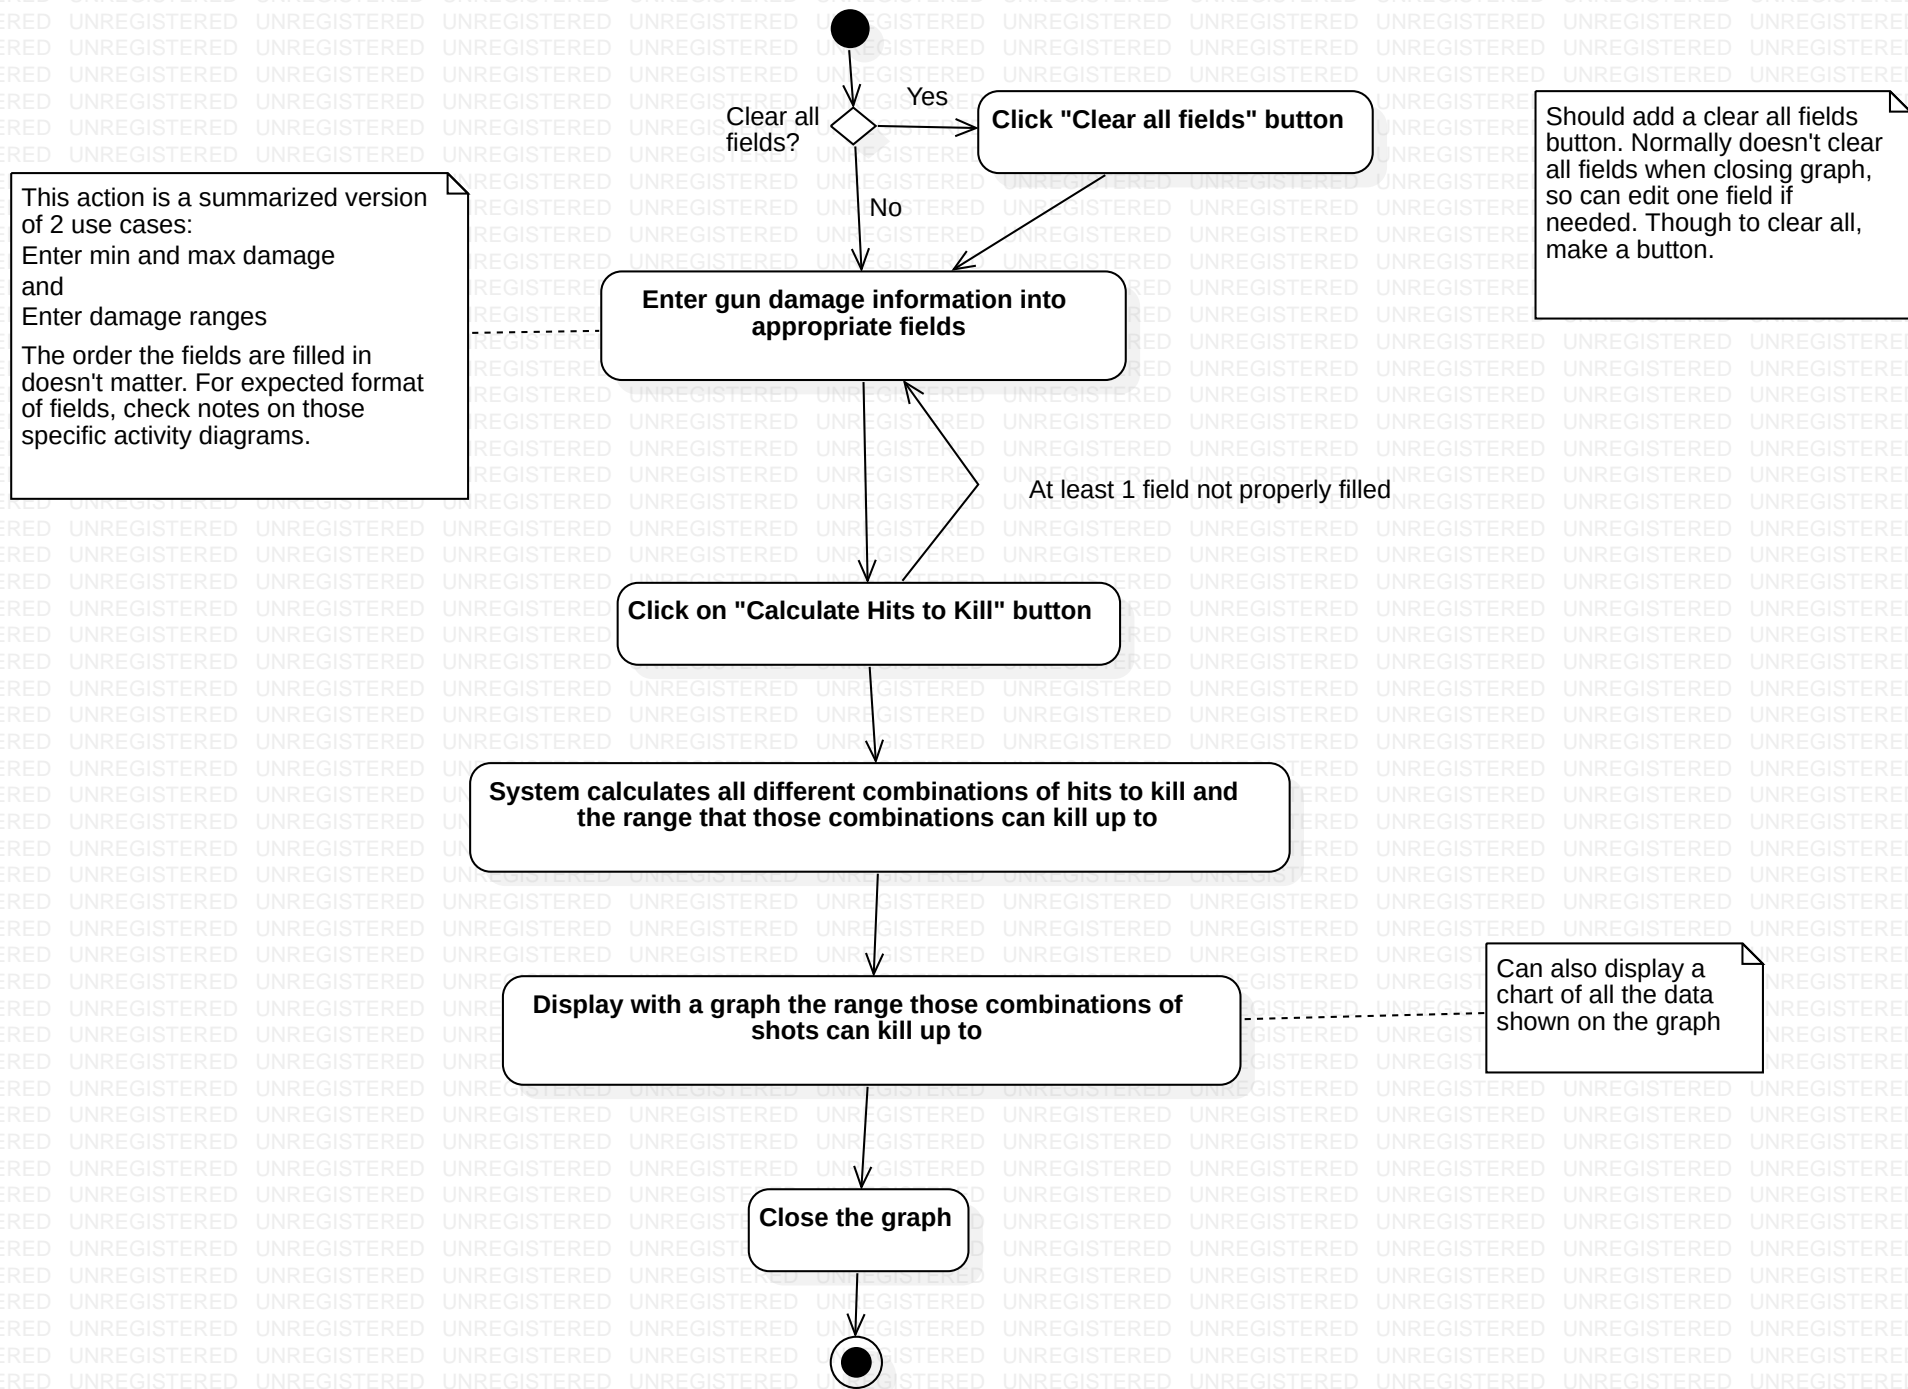 Clear all
fields?
Yes
Click "Clear all fields" button
No
Should add a clear all fields
button. Normally doesn't clear
all fields when closing graph,
so can edit one field if
needed. Though to clear all,
make a button.
This action is a summarized version
of 2 use cases:
Enter min and max damage
and
Enter damage ranges
The order the fields are filled in
doesn't matter. For expected format
of fields, check notes on those
specific activity diagrams.
Enter gun damage information into
appropriate fields
At least 1 field not properly filled
Click on "Calculate Hits to Kill" button
System calculates all different combinations of hits to kill and
the range that those combinations can kill up to
Display with a graph the range those combinations of
shots can kill up to
Can also display a
chart of all the data
shown on the graph
Close the graph
UNREGISTERED